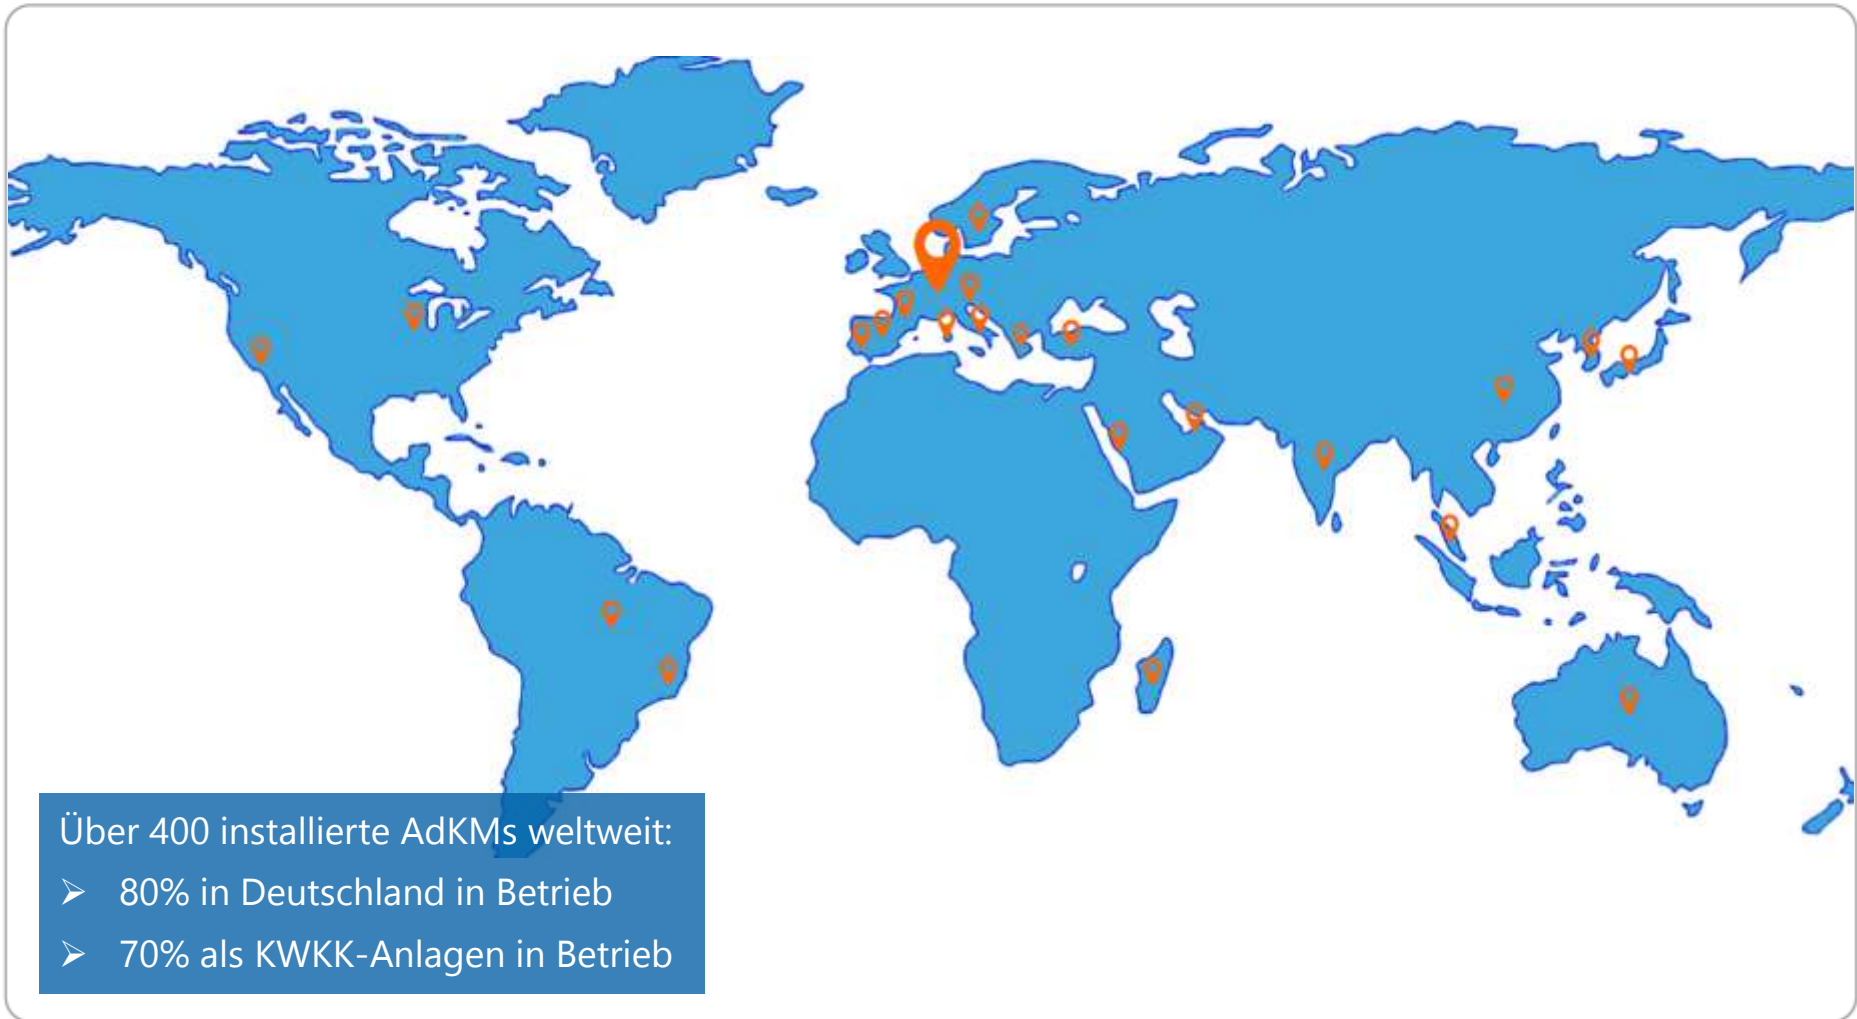 Über 400 installierte AdKMs weltweit:
➢ 80% in Deutschland in Betrieb
➢ 70% als KWKK-Anlagen in Betrieb